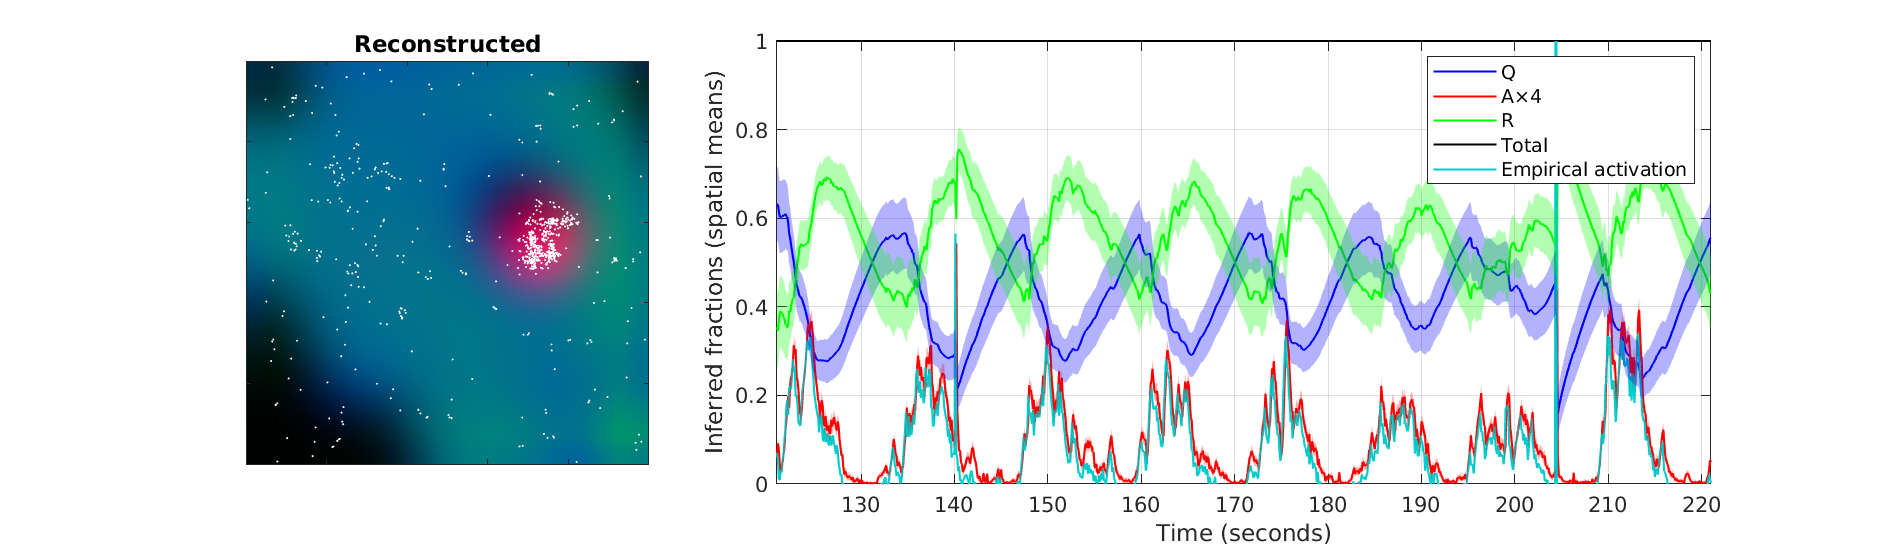 Reconstructed
Inferred fractions (spatial means)
1
0.8
0.6
0.4
0.2
0
Q
A×4
R
Total
Empirical activation
130 140 150 160 170 180 190 200 210 220
Time (seconds)